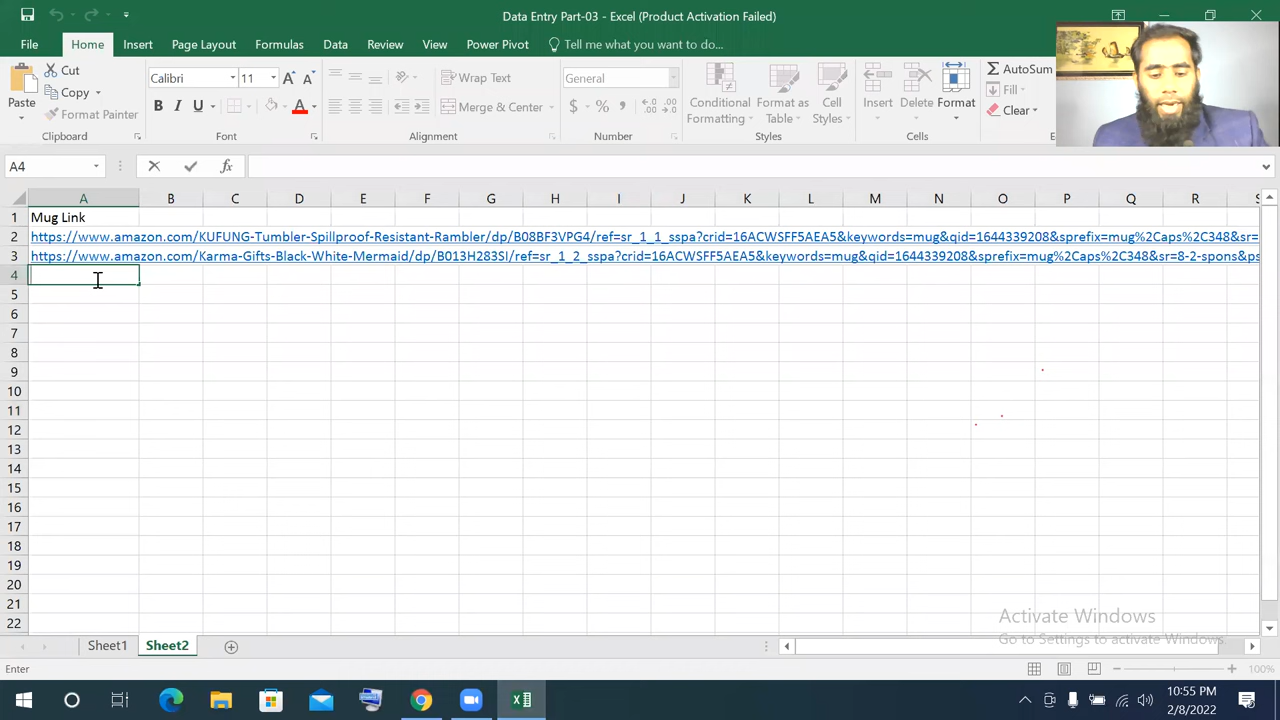 Data Entry Part-03 - Excel (Product Activation Failed)
File Home Insert Page Layout Formulas Data Review View Power Pivot Tell me what you want to do...
Paste
Cut
Copy
Format Painter
Clipboard
Calibri 11
B I U
Font
Wrap Text
Merge & Center
Alignment
General
$ % ,
Number
Conditional Formatting
Format as Table
Cell Styles
Styles
Insert Delete Format
Cells
AutoSum
Fill
Clear
A4 fx
A B C D E F G H I J K L M N O P Q R S
1 Mug Link
2 https://www.amazon.com/KUFUNG-Tumbler-Spillproof-Resistant-Rambler/dp/B08BF3VPG4/ref=sr_1_1_sspa?crid=16ACWSFF5AEA5&keywords=mug&qid=1644339208&sprefix=mug%2Caps%2C348&sr=
3 https://www.amazon.com/Karma-Gifts-Black-White-Mermaid/dp/B013H283SI/ref=sr_1_2_sspa?crid=16ACWSFF5AEA5&keywords=mug&qid=1644339208&sprefix=mug%2Caps%2C348&sr=8-2-spons&ps
4
5
6
7
8
9
10
11
12
13
14
15
16
17
18
19
20
21
22
Activate Windows
Go to Settings to activate Windows.
Sheet1 Sheet2
Enter 100%
10:55 PM
2/8/2022